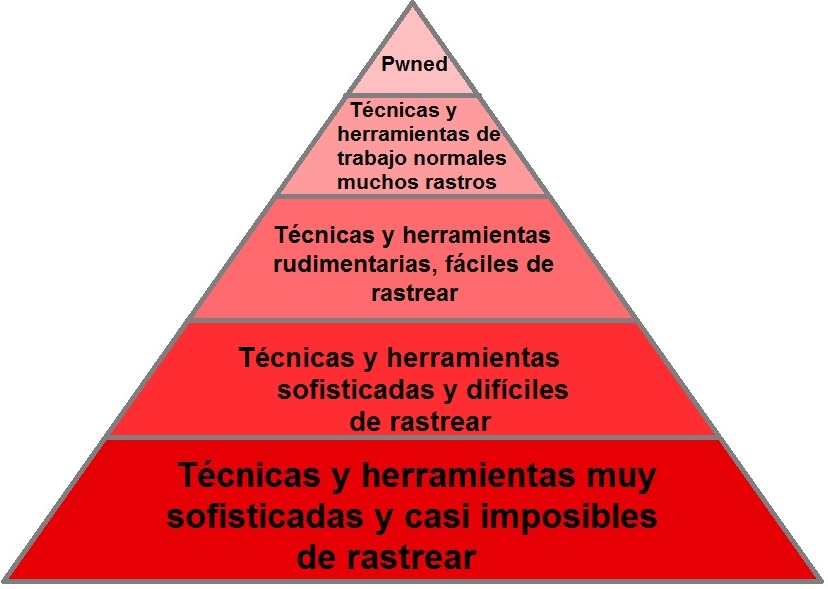 Pwned
Técnicas y
herramientas de
trabajo normales
muchos rastros
Técnicas y herramientas
rudimentarias, fáciles de
rastrear
Técnicas y herramientas
sofisticadas y difíciles
de rastrear
Técnicas y herramientas muy
sofisticadas y casi imposibles
de rastrear